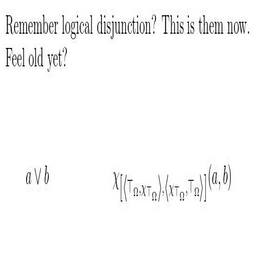 Remember logical disjunction? This is them now.
Feel old yet?
a ∨ b χ[⟨⊤Ω,χ⊤Ω⟩,⟨χ⊤Ω,⊤Ω⟩](a, b)